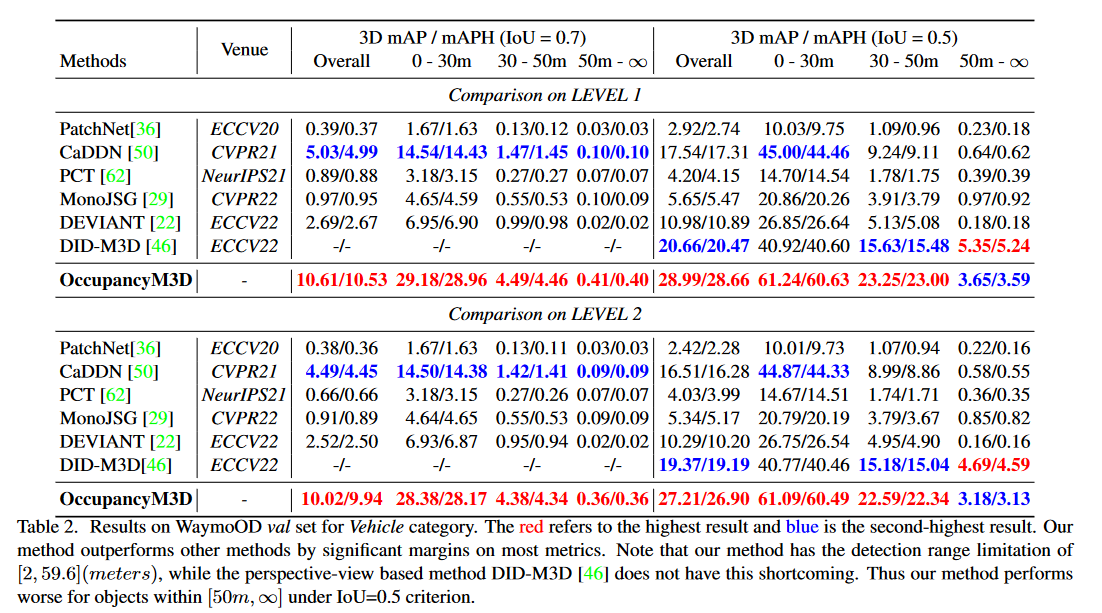 Methods Venue 3D mAP / mAPH (IoU = 0.7) 3D mAP / mAPH (IoU = 0.5)
Overall 0 - 30m 30 - 50m 50m - ∞ Overall 0 - 30m 30 - 50m 50m - ∞
Comparison on LEVEL 1
PatchNet[36] ECCV20 0.39/0.37 1.67/1.63 0.13/0.12 0.03/0.03 2.92/2.74 10.03/9.75 1.09/0.96 0.23/0.18
CaDDN [50] CVPR21 5.03/4.99 14.54/14.43 1.47/1.45 0.10/0.10 17.54/17.31 45.00/44.46 9.24/9.11 0.64/0.62
PCT [62] NeurIPS21 0.89/0.88 3.18/3.15 0.27/0.27 0.07/0.07 4.20/4.15 14.70/14.54 1.78/1.75 0.39/0.39
MonoJSG [29] CVPR22 0.97/0.95 4.65/4.59 0.55/0.53 0.10/0.09 5.65/5.47 20.86/20.26 3.91/3.79 0.97/0.92
DEVIANT [22] ECCV22 2.69/2.67 6.95/6.90 0.99/0.98 0.02/0.02 10.98/10.89 26.85/26.64 5.13/5.08 0.18/0.18
DID-M3D [46] ECCV22 -/- -/- -/- -/- 20.66/20.47 40.92/40.60 15.63/15.48 5.35/5.24
OccupancyM3D - 10.61/10.53 29.18/28.96 4.49/4.46 0.41/0.40 28.99/28.66 61.24/60.63 23.25/23.00 3.65/3.59
Comparison on LEVEL 2
PatchNet[36] ECCV20 0.38/0.36 1.67/1.63 0.13/0.11 0.03/0.03 2.42/2.28 10.01/9.73 1.07/0.94 0.22/0.16
CaDDN [50] CVPR21 4.49/4.45 14.50/14.38 1.42/1.41 0.09/0.09 16.51/16.28 44.87/44.33 8.99/8.86 0.58/0.55
PCT [62] NeurIPS21 0.66/0.66 3.18/3.15 0.27/0.26 0.07/0.07 4.03/3.99 14.67/14.51 1.74/1.71 0.36/0.35
MonoJSG [29] CVPR22 0.91/0.89 4.64/4.65 0.55/0.53 0.09/0.09 5.34/5.17 20.79/20.19 3.79/3.67 0.85/0.82
DEVIANT [22] ECCV22 2.52/2.50 6.93/6.87 0.95/0.94 0.02/0.02 10.29/10.20 26.75/26.54 4.95/4.90 0.16/0.16
DID-M3D[46] ECCV22 -/- -/- -/- -/- 19.37/19.19 40.77/40.46 15.18/15.04 4.69/4.59
OccupancyM3D - 10.02/9.94 28.38/28.17 4.38/4.34 0.36/0.36 27.21/26.90 61.09/60.49 22.59/22.34 3.18/3.13
Table 2. Results on WaymoOD val set for Vehicle category. The red refers to the highest result and blue is the second-highest result. Our
method outperforms other methods by significant margins on most metrics. Note that our method has the detection range limitation of
[2, 59.6](meters), while the perspective-view based method DID-M3D [46] does not have this shortcoming. Thus our method performs
worse for objects within [50m, ∞] under IoU=0.5 criterion.